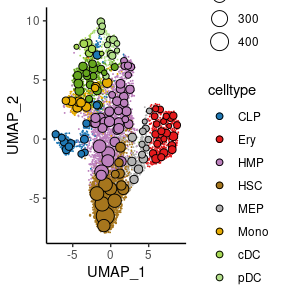 300
400
celltype
CLP
Ery
HMP
HSC
MEP
Mono
cDC
pDC
10
5
0
-5
UMAP_2
-5
0
5
UMAP_1